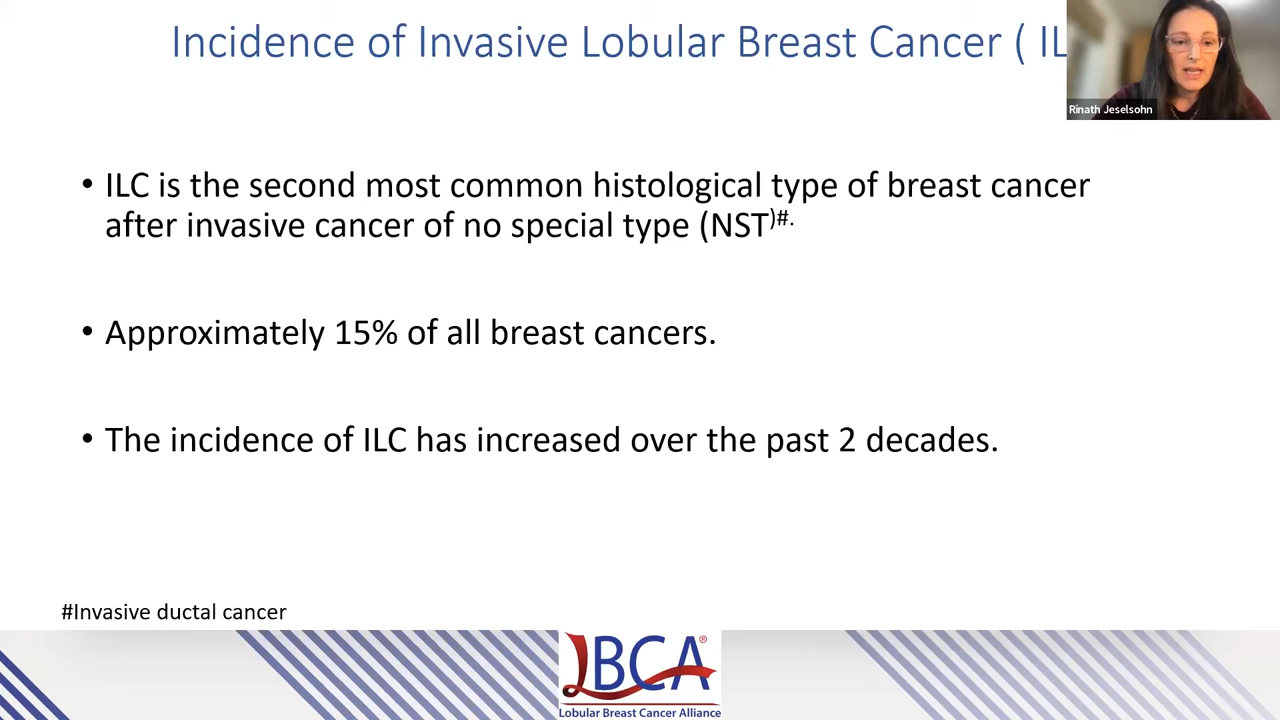 Incidence of Invasive Lobular Breast Cancer ( IL
Rinath Jeselsohn
• ILC is the second most common histological type of breast cancer
after invasive cancer of no special type (NST)#.
• Approximately 15% of all breast cancers.
• The incidence of ILC has increased over the past 2 decades.
#Invasive ductal cancer
LBCA®
Lobular Breast Cancer Alliance